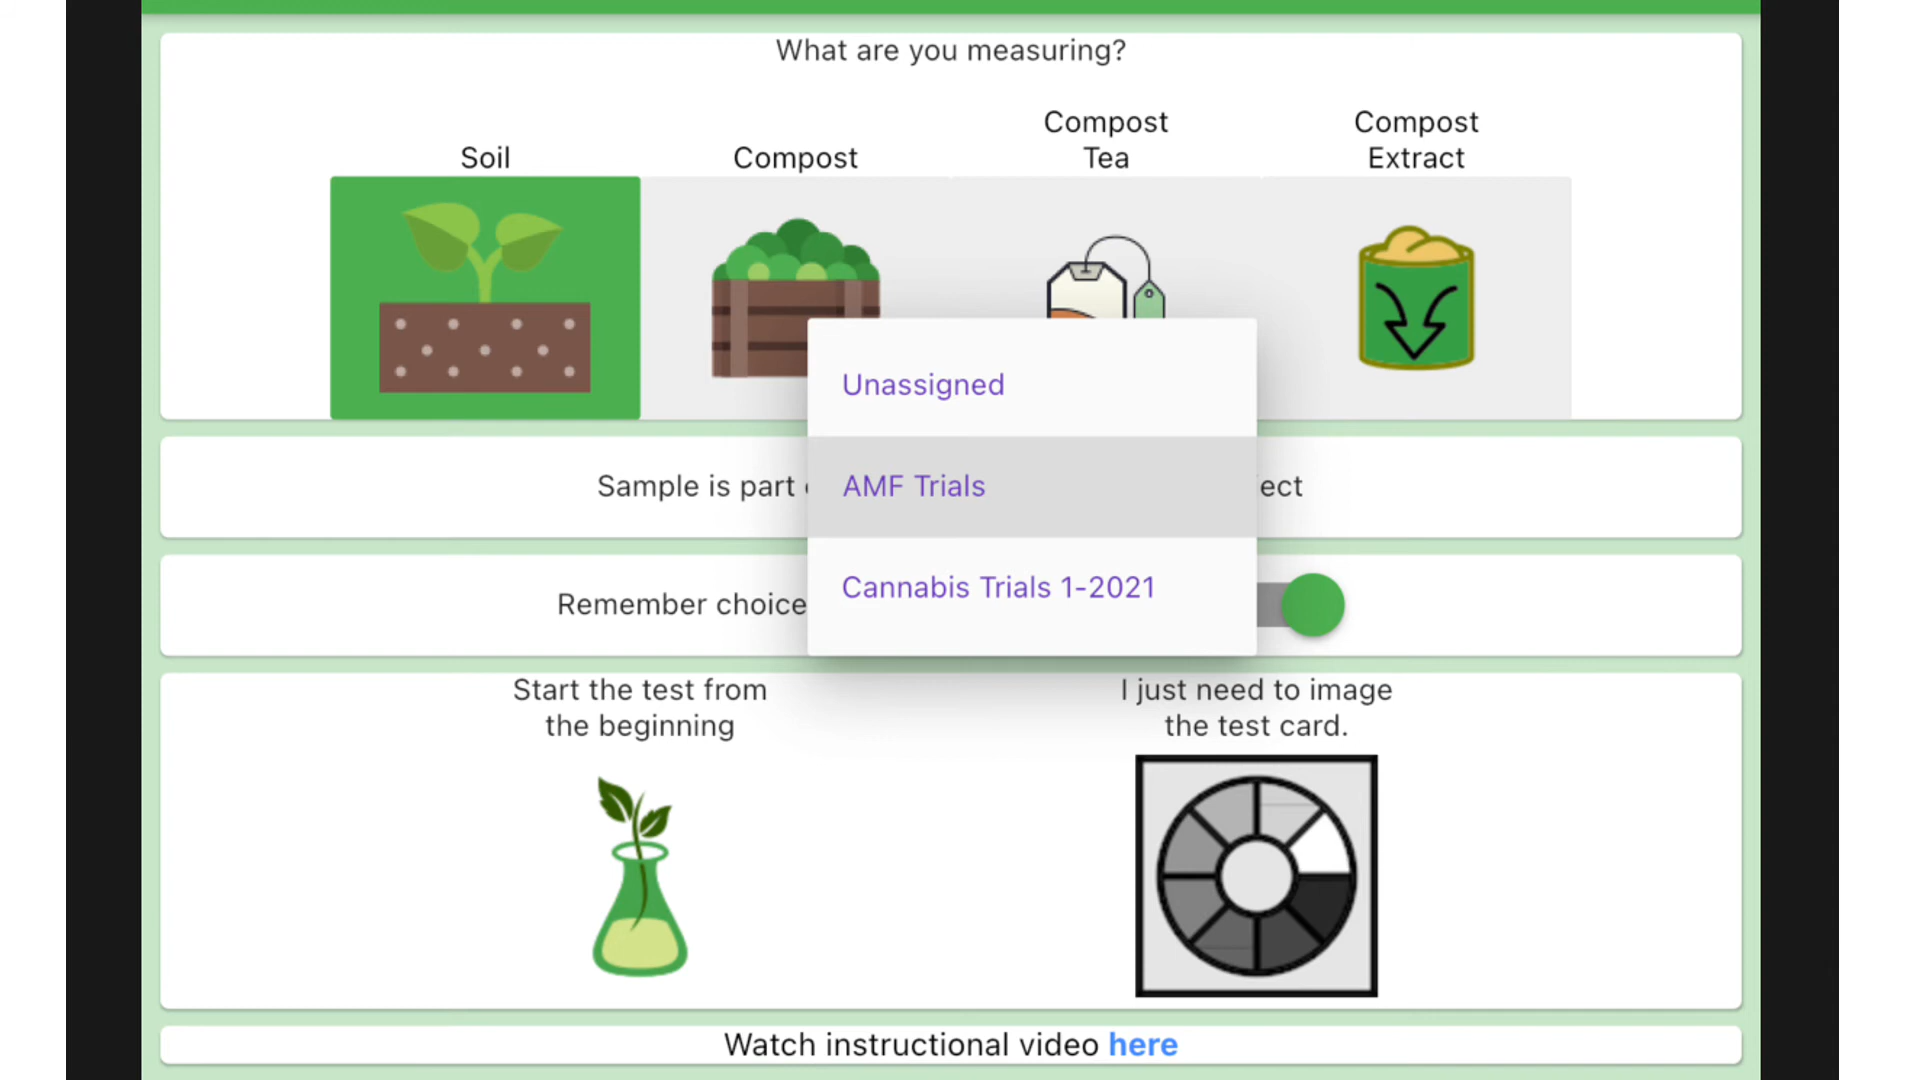 What are you measuring?
Soil
Compost
Compost
Tea
Compost
Extract
Unassigned
Sample is part
AMF Trials
ect
Remember choice
Cannabis Trials 1-2021
Start the test from
the beginning
I just need to image
the test card.
Watch instructional video here